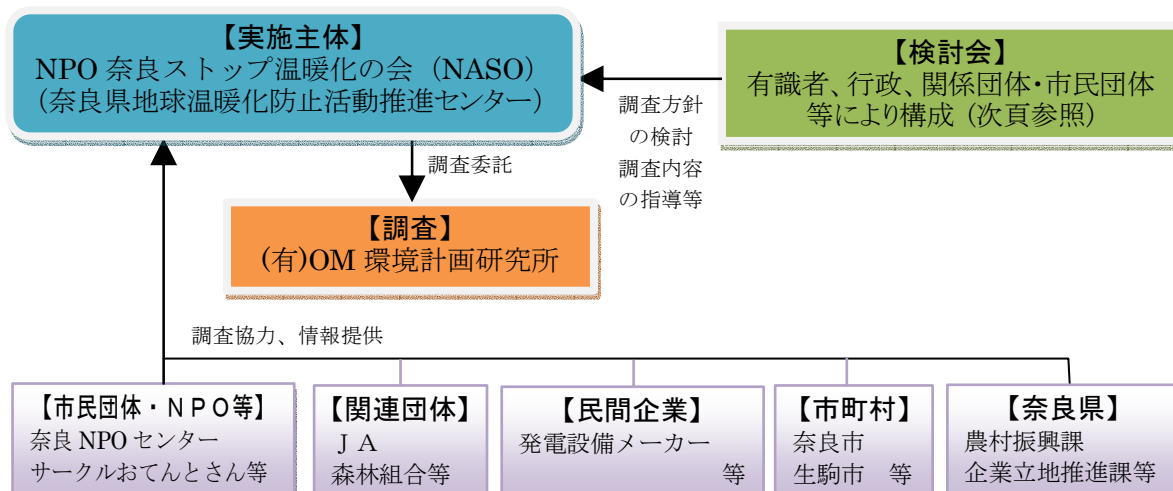 【実施主体】
NPO 奈良ストップ温暖化の会（NASO）
（奈良県地球温暖化防止活動推進センター）
【検討会】
有識者、行政、関係団体・市民団体
等により構成（次頁参照）
調査方針
の検討
調査内容
の指導等
調査委託
【調査】
(有)OM 環境計画研究所
調査協力、情報提供
【市民団体・ＮＰＯ等】
奈良 NPO センター
サークルおてんとさん等
【関連団体】
ＪＡ
森林組合等
【民間企業】
発電設備メーカー
等
【市町村】
奈良市
生駒市　等
【奈良県】
農村振興課
企業立地推進課等